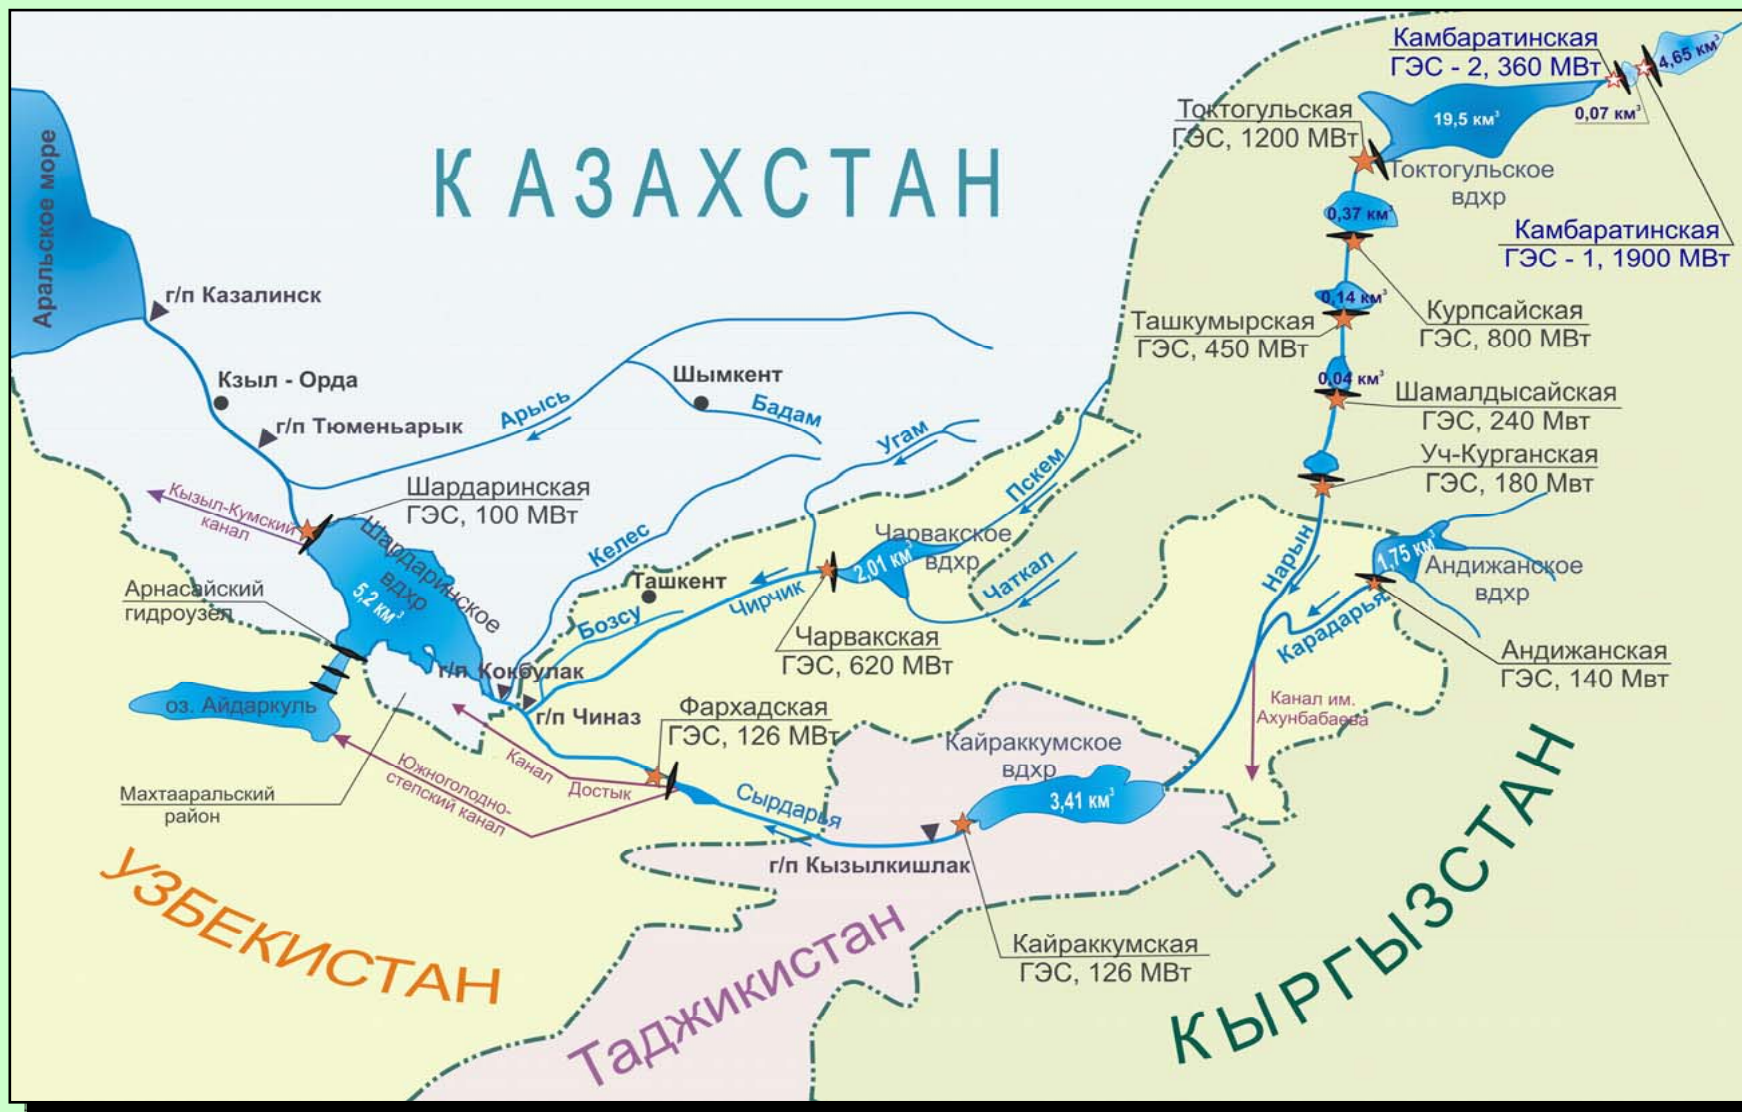 Камбаратинская
ГЭС - 2, 360 МВт
4,65 км³
0,07 км³
19,5 км³
Токтогульская
ГЭС, 1200 МВт
Токтогульское
вдхр
Камбаратинская
ГЭС - 1, 1900 МВт
0,37 км³
Аральское море
КАЗАХСТАН
г/п Казалинск
0,14 км³
Курпсайская
ГЭС, 800 МВт
Ташкумырская
ГЭС, 450 МВт
Кзыл - Орда
Шымкент
0,04 км³
Шамалдысайская
ГЭС, 240 Мвт
Арысь
Бадам
г/п Тюменьарык
Угам
Пскем
Уч-Курганская
ГЭС, 180 Мвт
Кызыл-Кумский
канал
Шардаринская
ГЭС, 100 МВт
Шардаринское
вдхр
5,2 км³
Келес
Чарвакское
вдхр
2,01 км³
Чаткал
Нарын
1,75 км³
Андижанское
вдхр
Арнасайский
гидроузел
Ташкент
Бозсу
Чирчик
Чарвакская
ГЭС, 620 МВт
Карадарья
Андижанская
ГЭС, 140 Мвт
г/п Кокбулак
оз. Айдаркуль
г/п Чиназ
Фархадская
ГЭС, 126 МВт
Канал им.
Ахунбабаева
Кайраккумское
вдхр
3,41 км³
Канал Достык
Южноголодно-
степский канал
Махтааральский
район
Сырдарья
г/п Кызылкишлак
Кайраккумская
ГЭС, 126 МВт
УЗБЕКИСТАН
Таджикистан
КЫРГЫЗСТАН